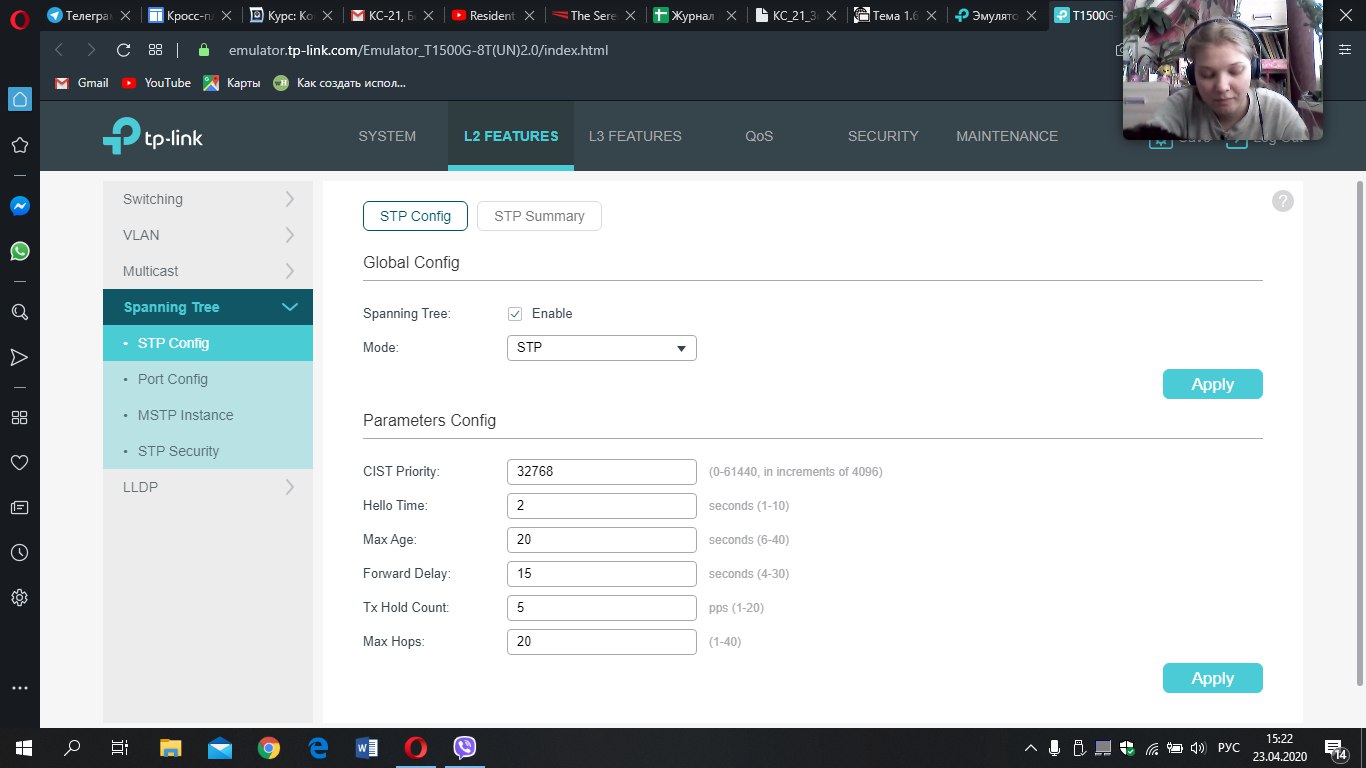 Телеграм
Кросс-пл
Курс: Ко
КС-21, Б
Resident
The Sere
Журнал
КС_21_3
Тема 1.6
Эмулято
T1500G-
emulator.tp-link.com/Emulator_T1500G-8T(UN)2.0/index.html
Gmail YouTube Карты Как создать испол...
tp-link
SYSTEM L2 FEATURES L3 FEATURES QoS SECURITY MAINTENANCE
Save Log Out
Switching
VLAN
Multicast
Spanning Tree
• STP Config
• Port Config
• MSTP Instance
• STP Security
LLDP
STP Config STP Summary
?
Global Config
Spanning Tree: Enable
Mode: STP
Apply
Parameters Config
CIST Priority: 32768 (0-61440, in increments of 4096)
Hello Time: 2 seconds (1-10)
Max Age: 20 seconds (6-40)
Forward Delay: 15 seconds (4-30)
Tx Hold Count: 5 pps (1-20)
Max Hops: 20 (1-40)
Apply
РУС
15:22
23.04.2020
14